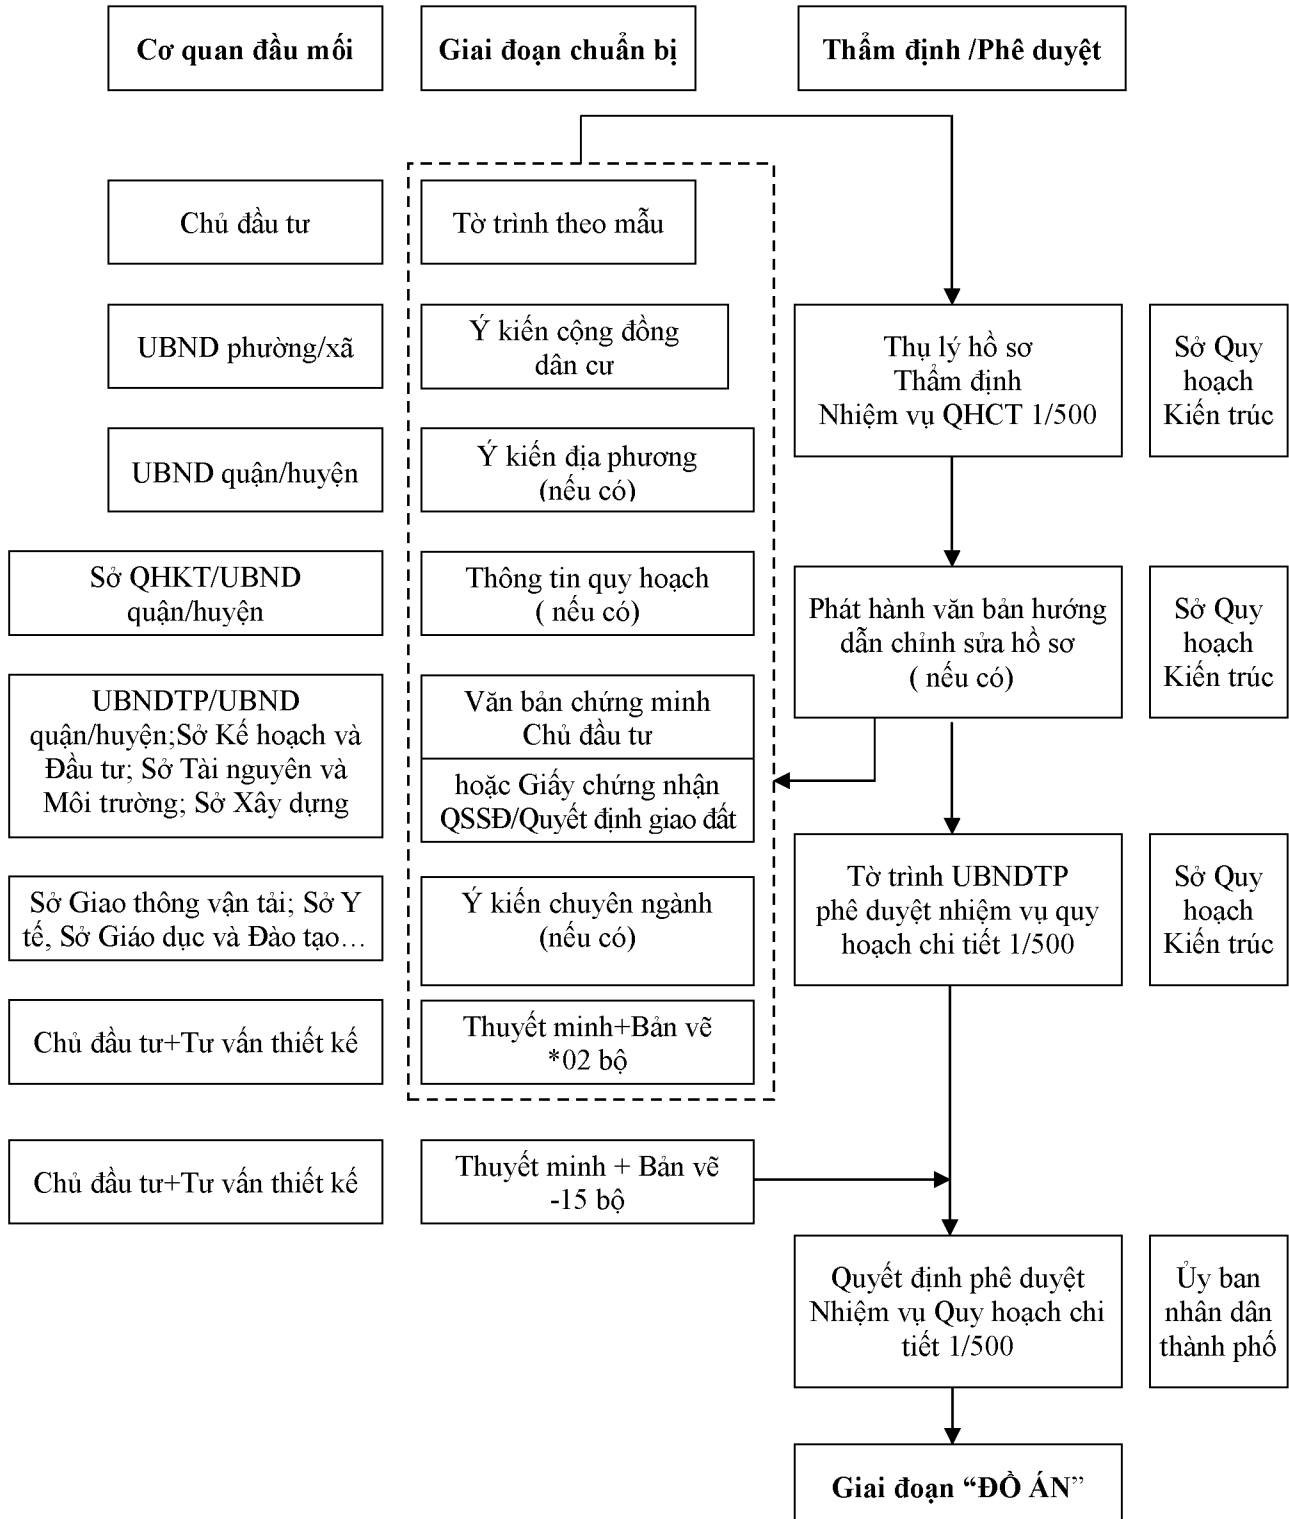 Cơ quan đầu mối
Giai đoạn chuẩn bị
Thẩm định /Phê duyệt
Chủ đầu tư
Tờ trình theo mẫu
UBND phường/xã
Ý kiến cộng đồng
dân cư
Thụ lý hồ sơ
Thẩm định
Nhiệm vụ QHCT 1/500
Sở Quy
hoạch
Kiến trúc
UBND quận/huyện
Ý kiến địa phương
(nếu có)
Sở QHKT/UBND
quận/huyện
Thông tin quy hoạch
( nếu có)
Phát hành văn bản hướng
dẫn chỉnh sửa hồ sơ
( nếu có)
Sở Quy
hoạch
Kiến trúc
UBNDTP/UBND
quận/huyện;Sở Kế hoạch và
Đầu tư; Sở Tài nguyên và
Môi trường; Sở Xây dựng
Văn bản chứng minh
Chủ đầu tư
hoặc Giấy chứng nhận
QSSĐ/Quyết định giao đất
Tờ trình UBNDTP
phê duyệt nhiệm vụ quy
hoạch chi tiết 1/500
Sở Quy
hoạch
Kiến trúc
Sở Giao thông vận tải; Sở Y
tế, Sở Giáo dục và Đào tạo…
Ý kiến chuyên ngành
(nếu có)
Chủ đầu tư+Tư vấn thiết kế
Thuyết minh+Bản vẽ
*02 bộ
Chủ đầu tư+Tư vấn thiết kế
Thuyết minh + Bản vẽ
-15 bộ
Quyết định phê duyệt
Nhiệm vụ Quy hoạch chi
tiết 1/500
Ủy ban
nhân dân
thành phố
Giai đoạn “ĐỒ ÁN”